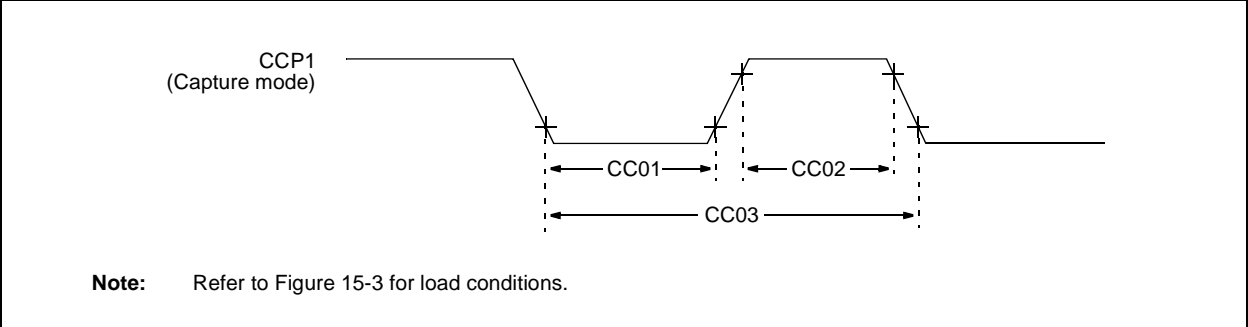 CCP1
(Capture mode)
CC01
CC02
CC03
Note: Refer to Figure 15-3 for load conditions.